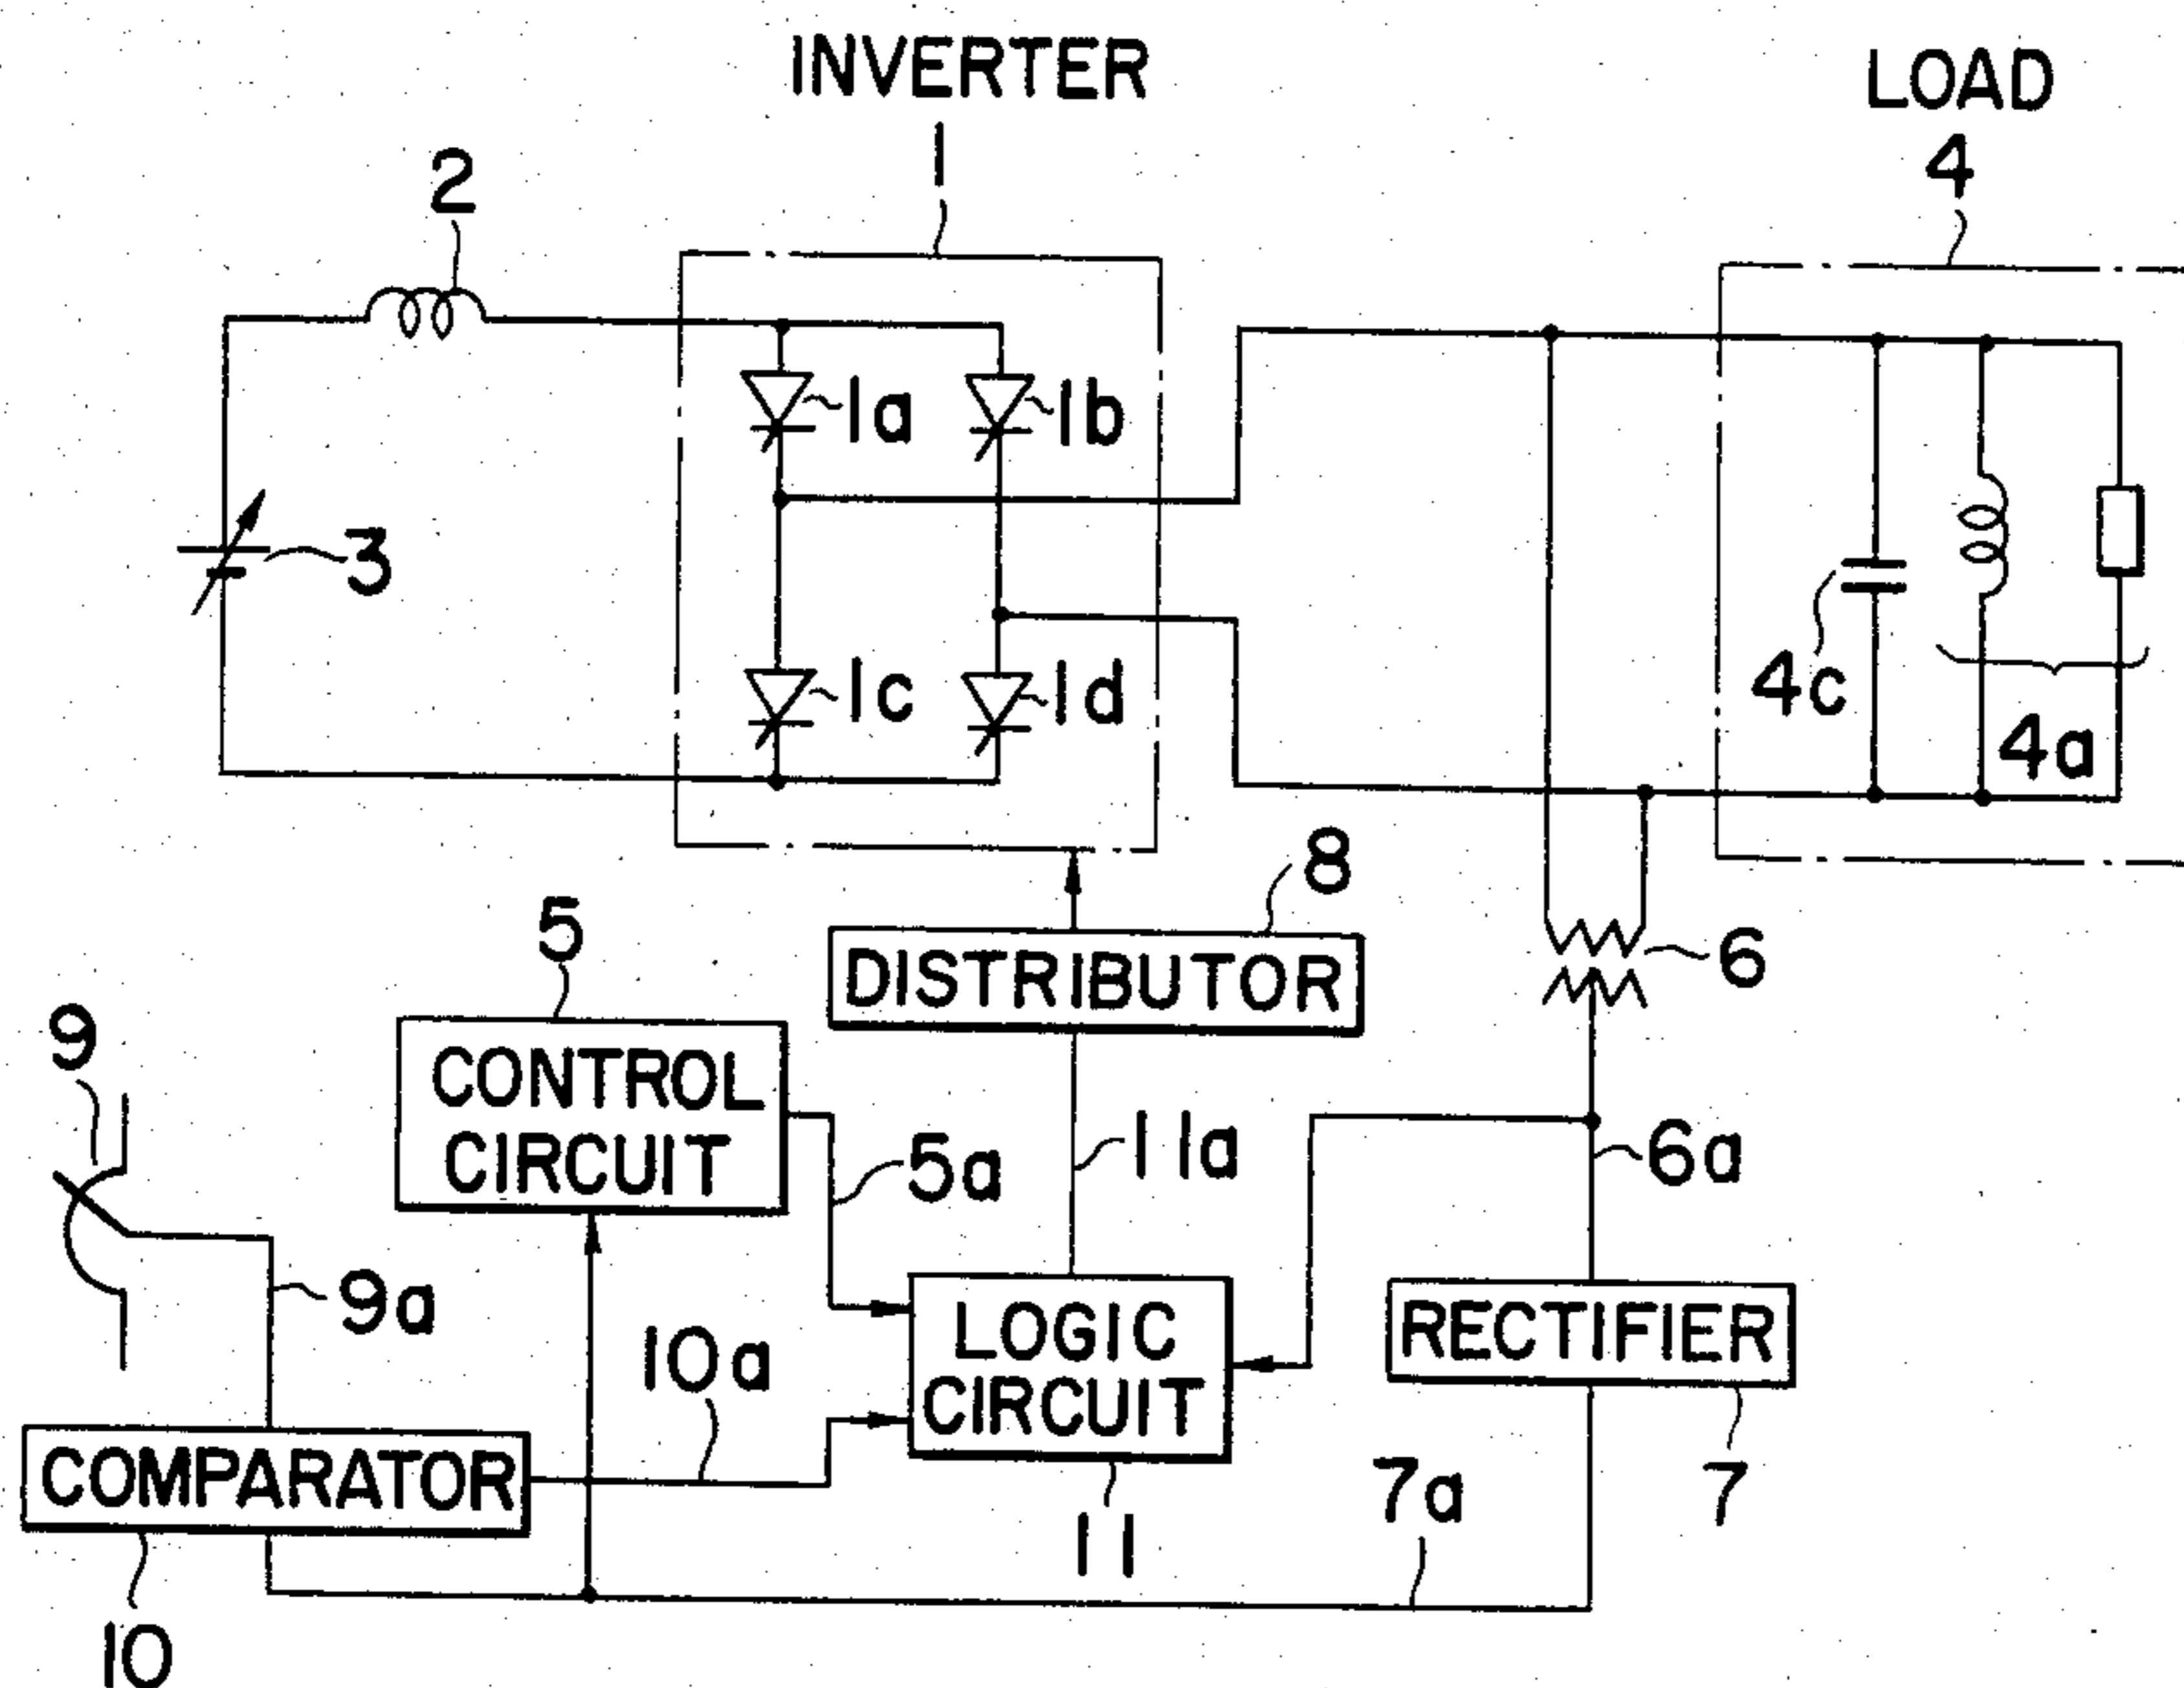 INVERTER
1
LOAD
4
2
1a
1b
3
1c
1d
4c
4a
8
DISTRIBUTOR
5
CONTROL
CIRCUIT
6
9
5a
11a
6a
9a
10a
LOGIC
CIRCUIT
RECTIFIER
COMPARATOR
7a
7
11
10